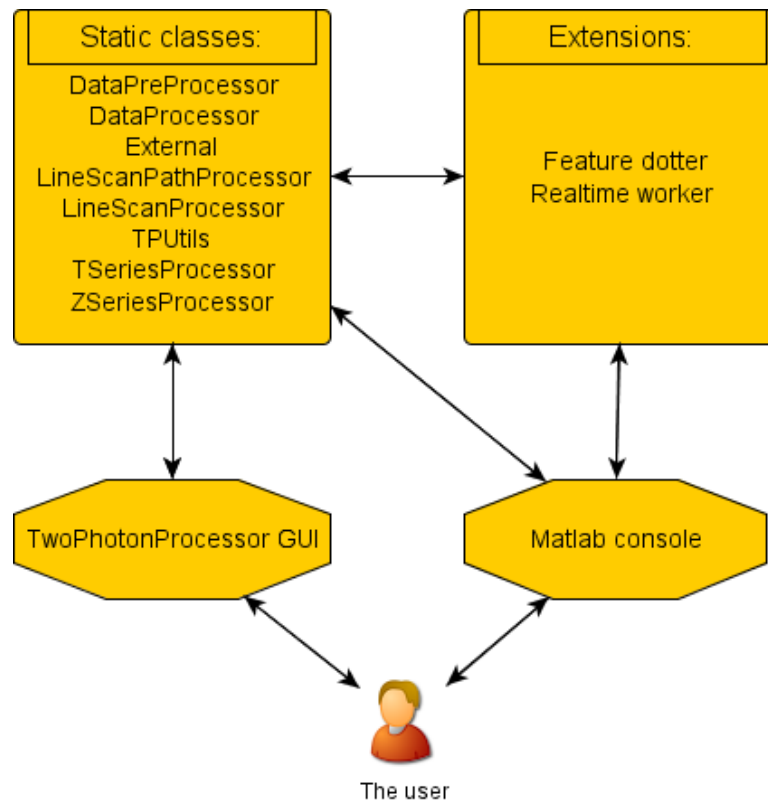 Static classes:
DataPreProcessor
DataProcessor
External
LineScanPathProcessor
LineScanProcessor
TPUtils
TSeriesProcessor
ZSeriesProcessor
Extensions:
Feature dotter
Realtime worker
TwoPhotonProcessor GUI
Matlab console
The user